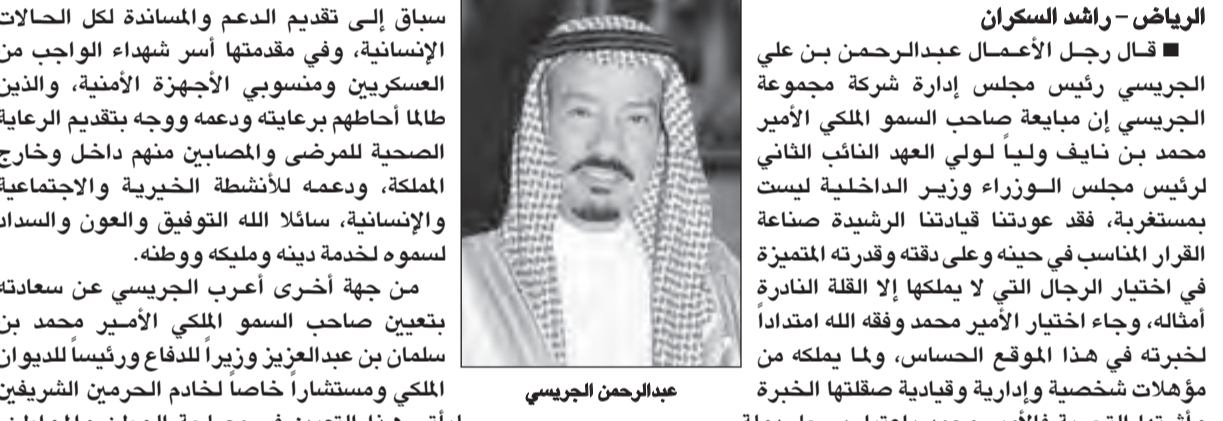 الرياض – راشد السكران
■ قال رجل الأعمال عبدالرحمن بن علي
الجريسي رئيس مجلس إدارة شركة مجموعة
الجريسي إن مبايعة صاحب السمو الملكي الأمير
محمد بن نايف ولياً لولي العهد النائب الثاني
لرئيس مجلس الوزراء وزير الداخلية ليست
بمستغربة، فقد عودتنا قيادتنا الرشيدة صناعة
القرار المناسب في حينه وعلى دقته وقدرته المتميزة
في اختيار الرجال التي لا يملكها إلا القلة النادرة
أمثاله، وجاء اختيار الأمير محمد وفقه الله امتداداً
لخبرته في هذا الموقع الحساس، ولما يملكه من
مؤهلات شخصية وإدارية وقيادية صقلتها الخبرة
عبدالرحمن الجريسي
سباق إلى تقديم الدعم والمساندة لكل الحالات
الإنسانية، وفي مقدمتها أسر شهداء الواجب من
العسكريين ومنسوبي الأجهزة الأمنية، والذين
طالما أحاطهم برعايته ودعمه ووجه بتقديم الرعاية
الصحية للمرضى والمصابين منهم داخل وخارج
المملكة، ودعمه للأنشطة الخيرية والاجتماعية
والإنسانية، سائلا الله التوفيق والعون والسداد
لسموه لخدمة دينه ومليكه ووطنه.
من جهة أخرى أعرب الجريسي عن سعادته
بتعيين صاحب السمو الملكي الأمير محمد بن
سلمان بن عبدالعزيز وزيراً للدفاع ورئيساً للديوان
الملكي ومستشاراً خاصاً لخادم الحرمين الشريفين